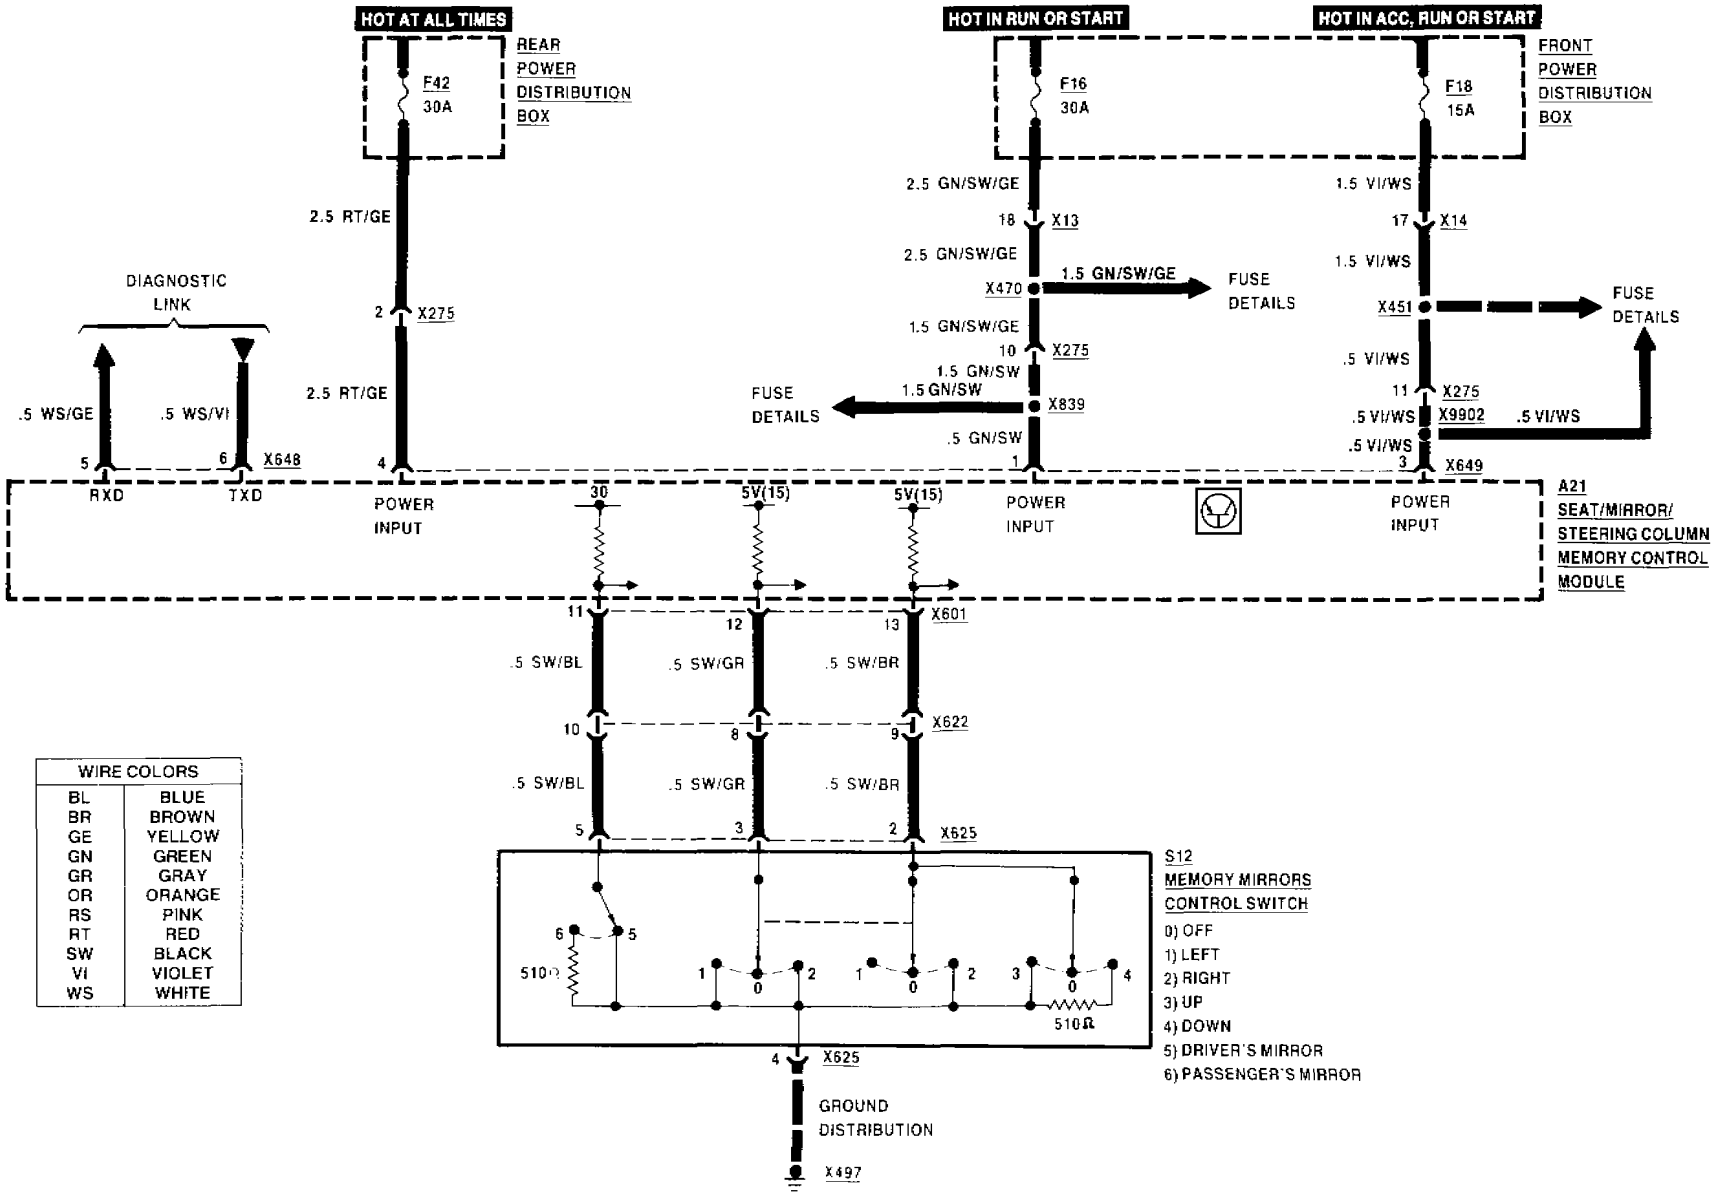 HOT AT ALL TIMES
HOT IN RUN OR START
HOT IN ACC, RUN OR START
REAR
POWER
DISTRIBUTION
BOX
F42
30A
F16
30A
F18
15A
FRONT
POWER
DISTRIBUTION
BOX
2.5 RT/GE
2.5 GN/SW/GE
1.5 VI/WS
18 X13
17 X14
2.5 GN/SW/GE
1.5 VI/WS
DIAGNOSTIC
LINK
2 X275
X470
1.5 GN/SW/GE
FUSE
DETAILS
X451
FUSE
DETAILS
1.5 GN/SW/GE
10 X275
.5 VI/WS
1.5 GN/SW
11 X275
2.5 RT/GE
FUSE
DETAILS
1.5 GN/SW
X839
.5 WS/GE
.5 WS/VI
.5 VI/WS
X9902
.5 VI/WS
.5 GN/SW
.5 VI/WS
5
6 X648
4
1
3 X649
RXD
TXD
POWER
INPUT
30
5V(15)
5V(15)
POWER
INPUT
POWER
INPUT
A21
SEAT/MIRROR/
STEERING COLUMN
MEMORY CONTROL
MODULE
11
12
13
X601
.5 SW/BL
.5 SW/GR
.5 SW/BR
10
8
9
X622
.5 SW/BL
.5 SW/GR
.5 SW/BR
5
3
2
X625
WIRE COLORS
BL BLUE
BR BROWN
GE YELLOW
GN GREEN
GR GRAY
OR ORANGE
RS PINK
RT RED
SW BLACK
VI VIOLET
WS WHITE
S12
MEMORY MIRRORS
CONTROL SWITCH
0) OFF
1) LEFT
2) RIGHT
3) UP
4) DOWN
5) DRIVER'S MIRROR
6) PASSENGER'S MIRROR
6
5
510Ω
1
0
2
1
0
2
3
0
4
510Ω
4 X625
GROUND
DISTRIBUTION
X497